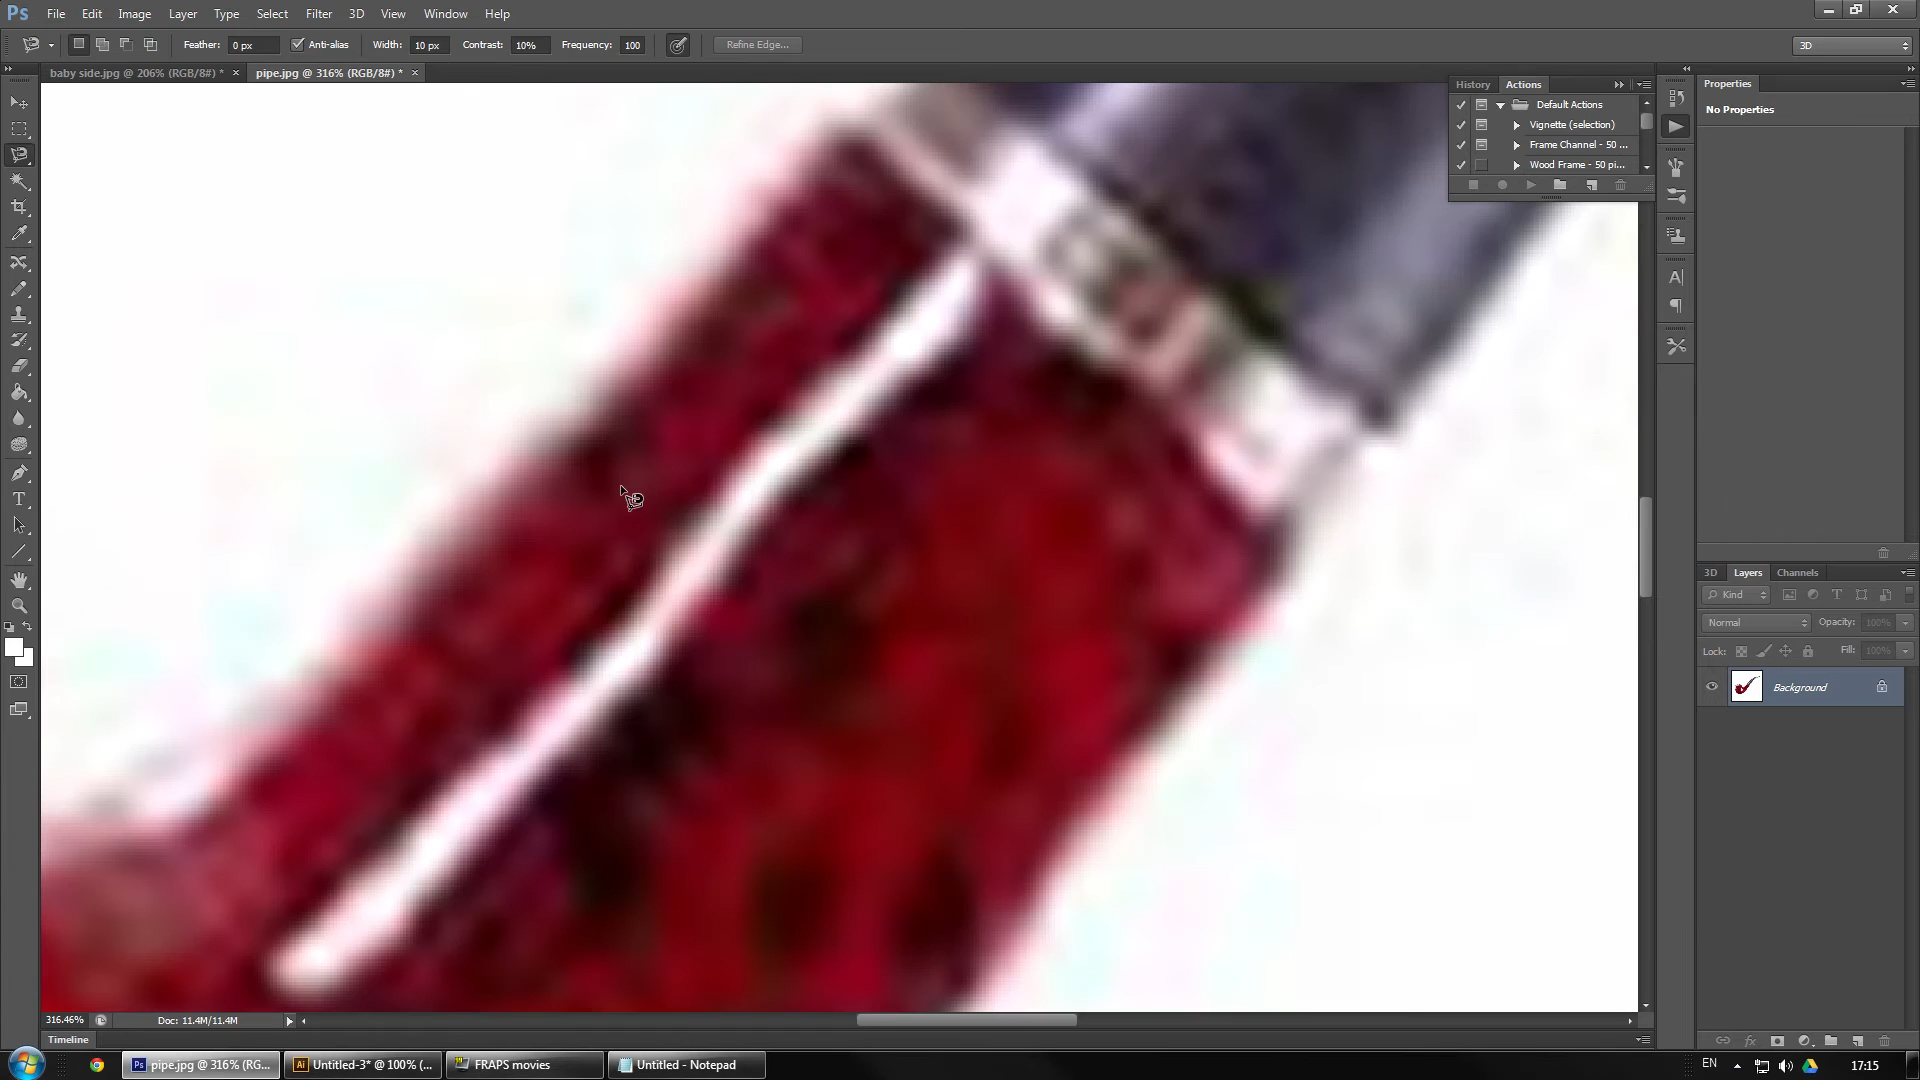 Ps File Edit Image Layer Type Select Filter 3D View Window Help
Feather: 0 px Anti-alias Width: 10 px Contrast: 10% Frequency: 100 Refine Edge... 3D
baby side.jpg @ 206% (RGB/8#) * × pipe.jpg @ 316% (RGB/8#) * ×
History Actions
Default Actions
Vignette (selection)
Frame Channel - 50 ...
Wood Frame - 50 pi...
Properties
No Properties
3D Layers Channels
Kind
Normal Opacity: 100%
Lock: Fill: 100%
Background
316.46% Doc: 11.4M/11.4M
Timeline
Ps pipe.jpg @ 316% (RG... Ai Untitled-3* @ 100% (... FRAPS movies Untitled - Notepad EN 17:15